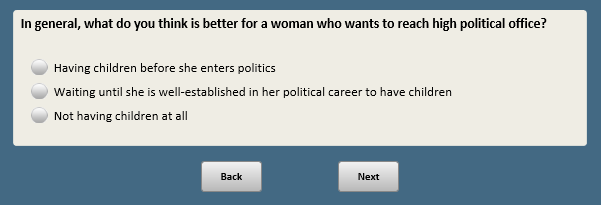 In general, what do you think is better for a woman who wants to reach high political office?
Having children before she enters politics
Waiting until she is well-established in her political career to have children
Not having children at all
Back
Next